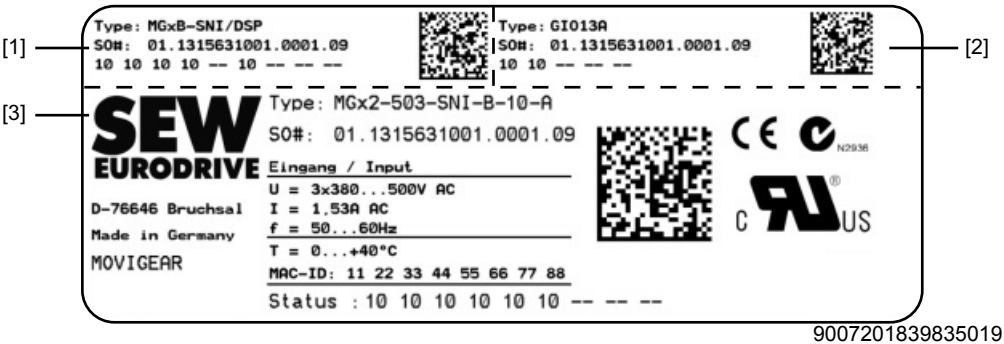 Type: MGxB-SNI/DSP
SO#: 01.1315631001.0001.09
10 10 10 10 -- 10 -- -- --
Type: GIO13A
SO#: 01.1315631001.0001.09
10 10 -- -- --
[1]
[2]
[3]
SEW
EURODRIVE
D-76646 Bruchsal
Made in Germany
MOVIGEAR
Type: MGx2-503-SNI-B-10-A
SO#: 01.1315631001.0001.09
Eingang / Input
U = 3x380...500V AC
I = 1,53A AC
f = 50...60Hz
T = 0...+40°C
MAC-ID: 11 22 33 44 55 66 77 88
Status : 10 10 10 10 10 10 -- -- --
CE
N2936
C RU ® US
9007201839835019